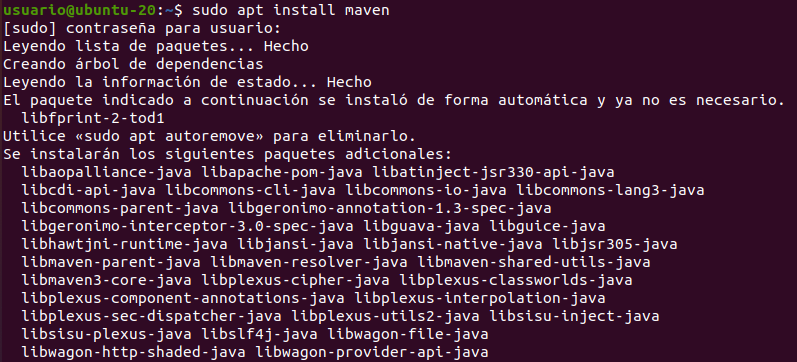 usuario@ubuntu-20:~$ sudo apt install maven
[sudo] contraseña para usuario:
Leyendo lista de paquetes... Hecho
Creando árbol de dependencias
Leyendo la información de estado... Hecho
El paquete indicado a continuación se instaló de forma automática y ya no es necesario.
  libfprint-2-tod1
Utilice «sudo apt autoremove» para eliminarlo.
Se instalarán los siguientes paquetes adicionales:
  libaopalliance-java libapache-pom-java libatinject-jsr330-api-java
  libcdi-api-java libcommons-cli-java libcommons-io-java libcommons-lang3-java
  libcommons-parent-java libgeronimo-annotation-1.3-spec-java
  libgeronimo-interceptor-3.0-spec-java libguava-java libguice-java
  libhawtjni-runtime-java libjansi-java libjansi-native-java libjsr305-java
  libmaven-parent-java libmaven-resolver-java libmaven-shared-utils-java
  libmaven3-core-java libplexus-cipher-java libplexus-classworlds-java
  libplexus-component-annotations-java libplexus-interpolation-java
  libplexus-sec-dispatcher-java libplexus-utils2-java libsisu-inject-java
  libsisu-plexus-java libslf4j-java libwagon-file-java
  libwagon-http-shaded-java libwagon-provider-api-java